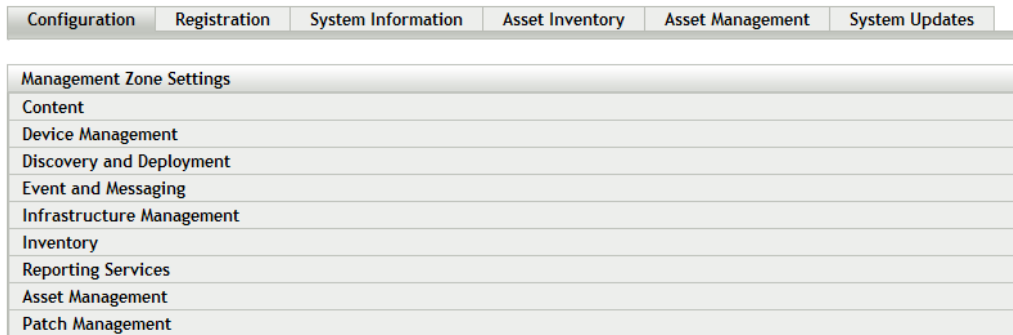 Configuration Registration System Information Asset Inventory Asset Management System Updates
Management Zone Settings
Content
Device Management
Discovery and Deployment
Event and Messaging
Infrastructure Management
Inventory
Reporting Services
Asset Management
Patch Management